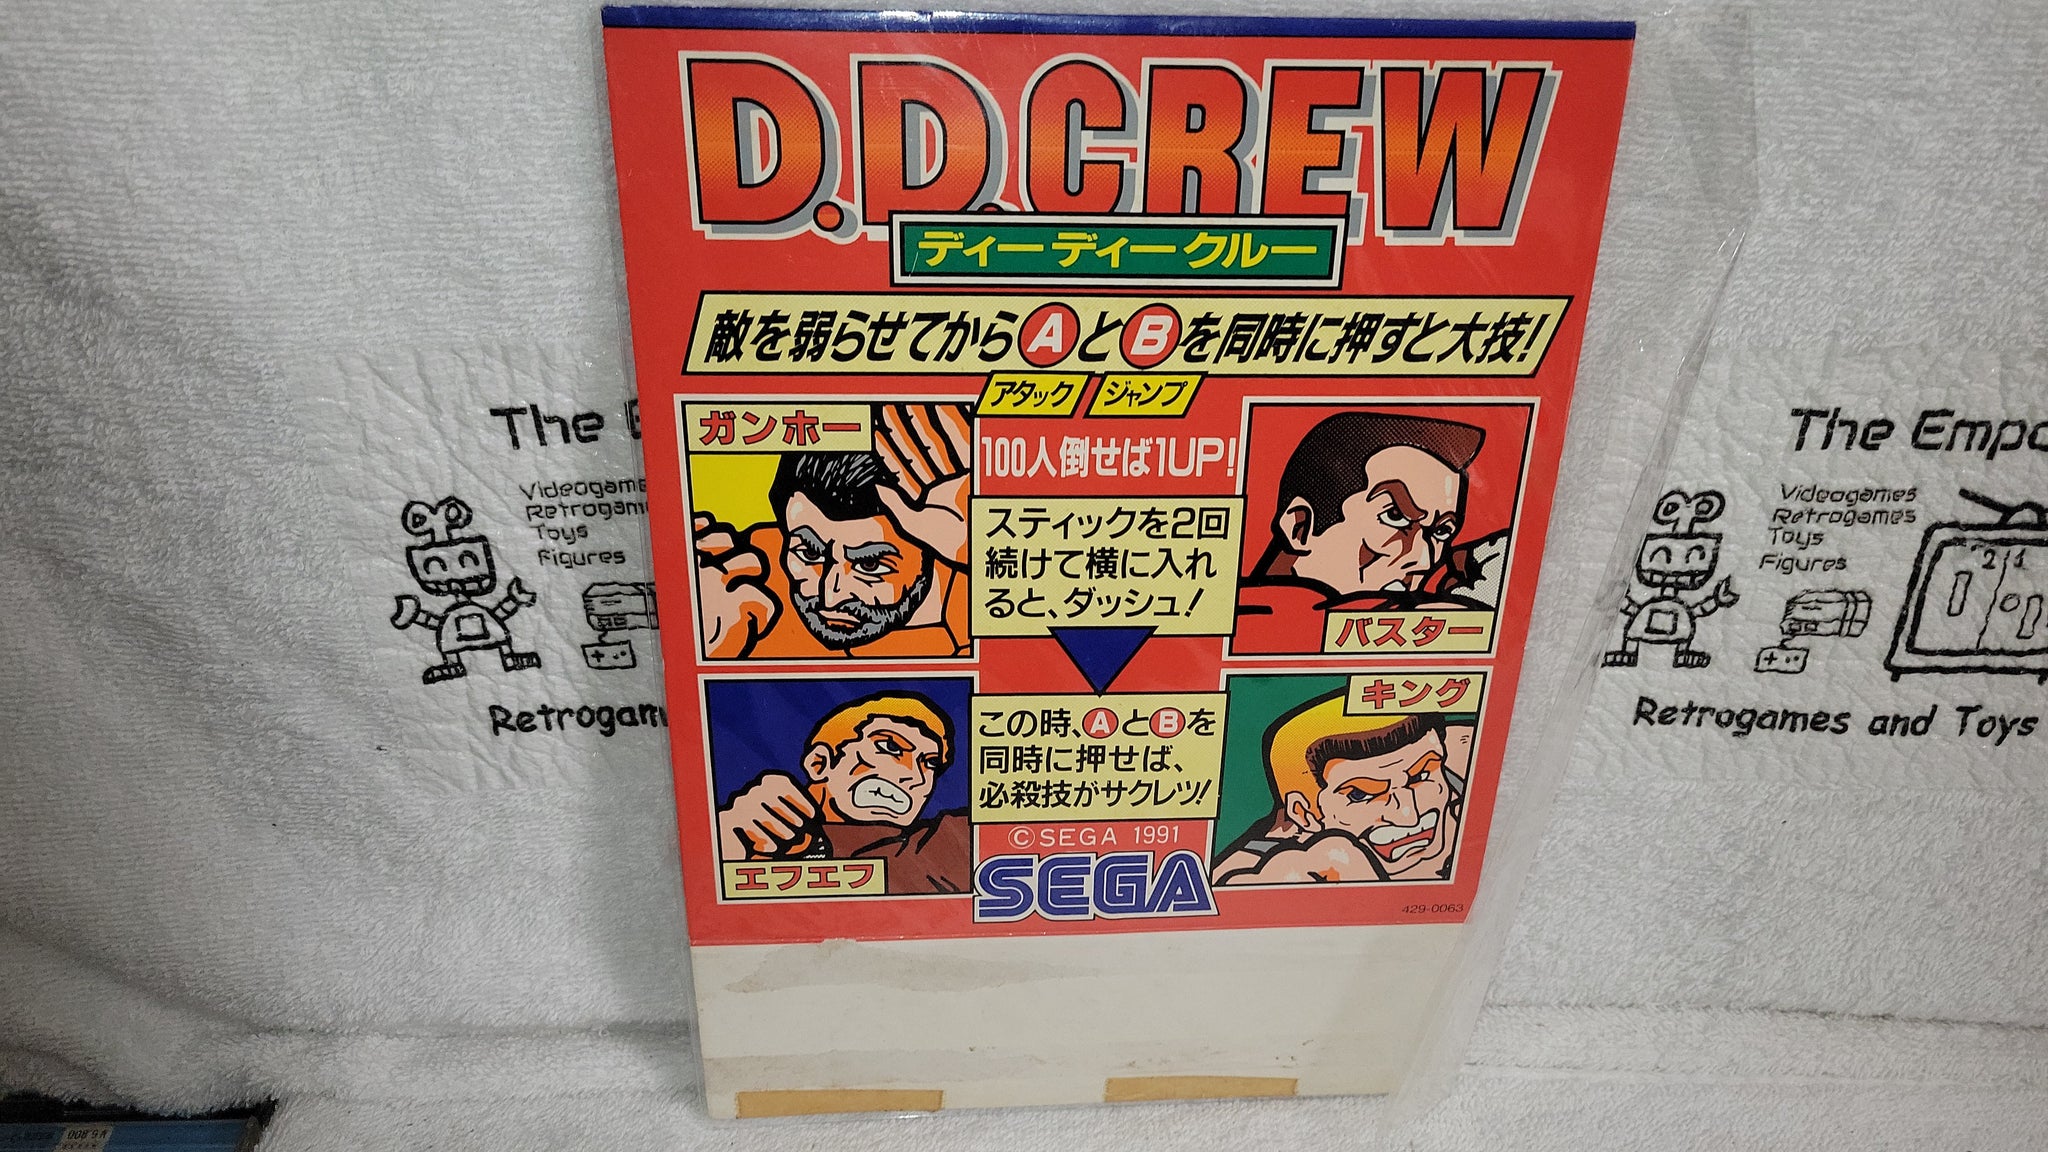 D.D.CREW
ディーディークルー
敵を弱らせてからAとBを同時に押すと大技!
アタック ジャンプ
ガンホー
100人倒せば1UP!
スティックを2回
続けて横に入れ
ると、ダッシュ!
バスター
キング
この時、AとBを
同時に押せば、
必殺技がサクレツ!
エフエフ
©SEGA 1991
SEGA
429-0063
The
Videogame
Retrogam
Toys
Figures
Retrogam
The Empo
Videogames
Retrogames
Toys
Figures
2 1
Retrogames and Toys